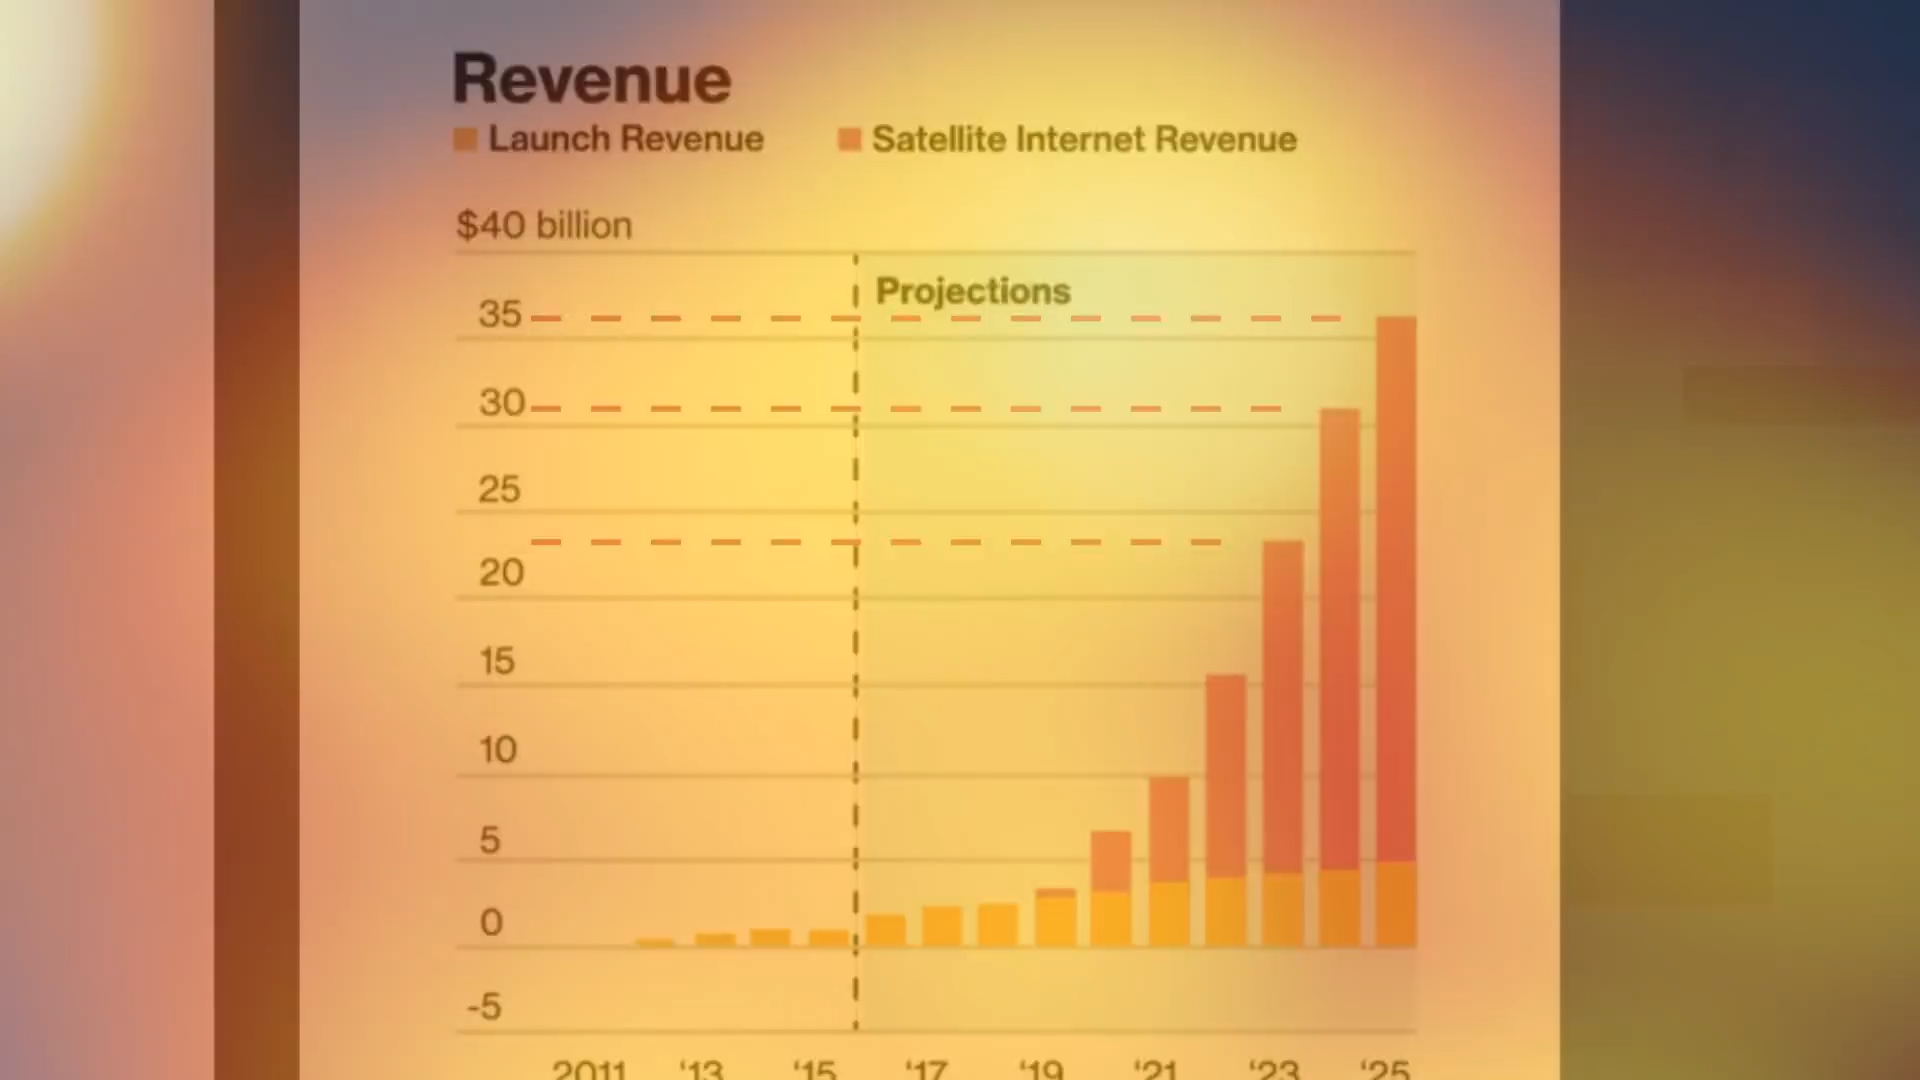 Revenue
Launch Revenue Satellite Internet Revenue
$40 billion
Projections
35
30
25
20
15
10
5
0
-5
2011 ‘13 ‘15 ‘17 ‘19 ‘21 ‘23 ‘25